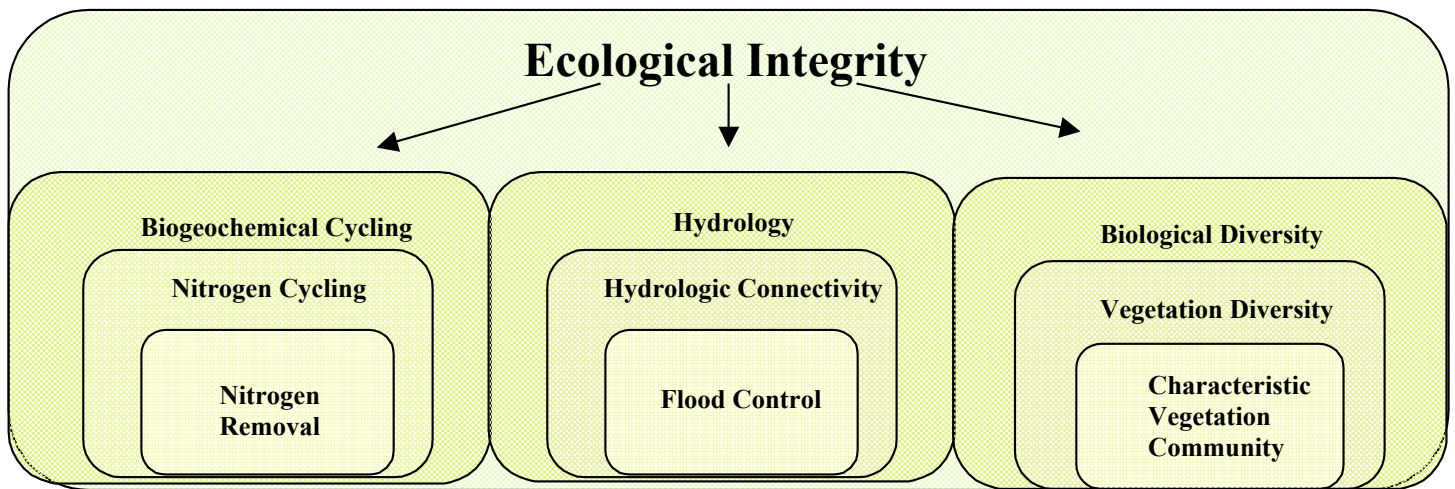 Ecological Integrity
Biogeochemical Cycling
Nitrogen Cycling
Nitrogen
Removal
Hydrology
Hydrologic Connectivity
Flood Control
Biological Diversity
Vegetation Diversity
Characteristic
Vegetation
Community